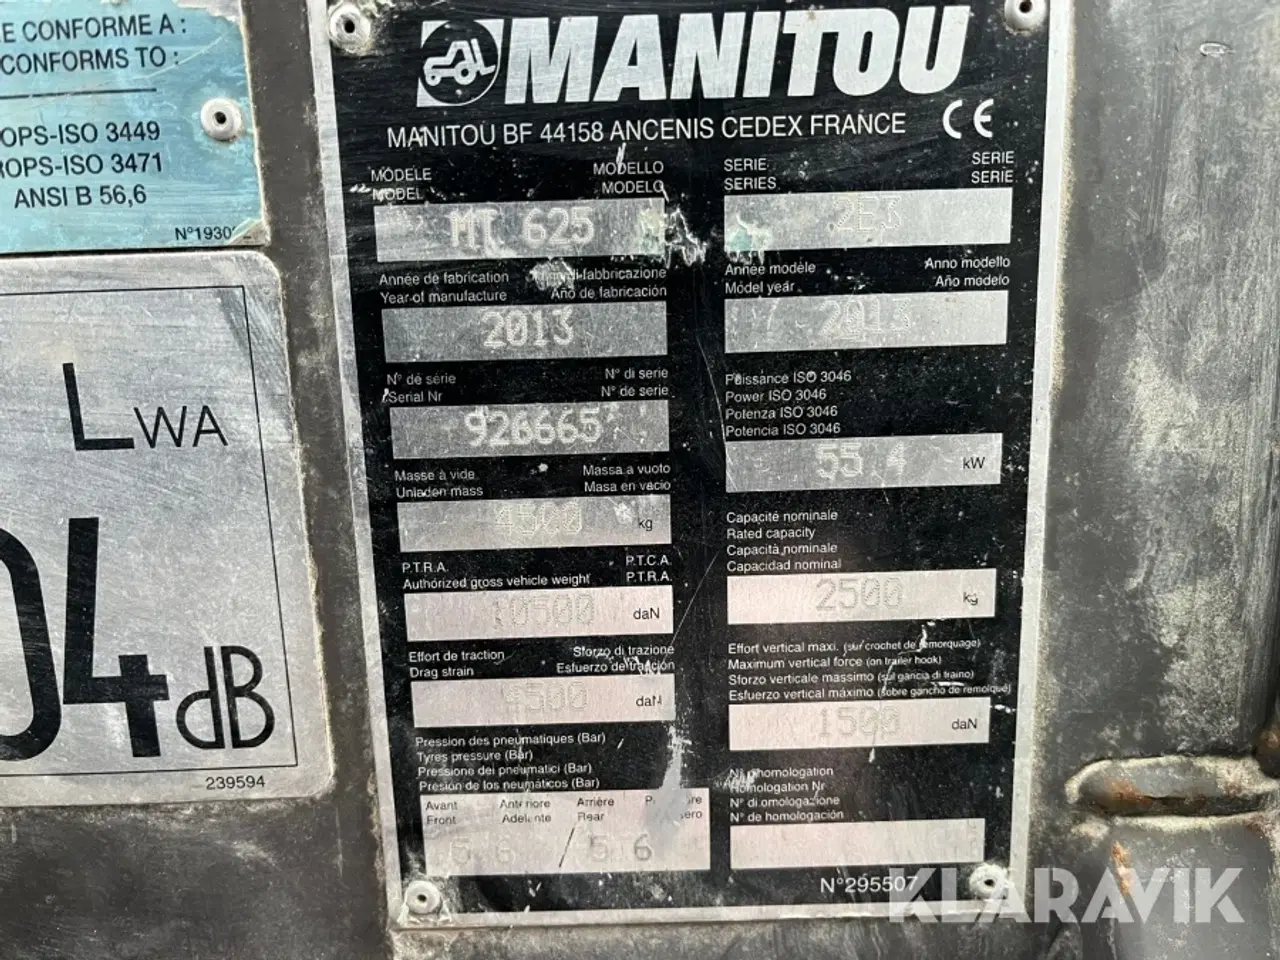 E CONFORME A :
CONFORMS TO :
OPS-ISO 3449
ROPS-ISO 3471
ANSI B 56,6
LWA
04 dB
239594
MANITOU
MANITOU BF 44158 ANCENIS CEDEX FRANCE CE
MODÈLE MODELLO
MODEL MODELO
MT 625
Année de fabrication fabbricazione
Year of manufacture Año de fabricación
2013
N° de série N° di serie
Serial Nr N° de serie
926665
Masse à vide Massa a vuoto
Unladen mass Masa en vacio
kg
P.T.R.A. P.T.C.A.
Authorized gross vehicle weight P.T.R.A.
10500 daN
Effort de traction Sforzo di trazione
Drag strain Esfuerzo de tracción
daN
Pression des pneumatiques (Bar)
Tyres pressure (Bar)
Pressione dei pneumatici (Bar)
Presión de los neumáticos (Bar)
Avant Anteriore Arrière
Front Adelante Rear
5 6 / 5 6
SERIE SERIE
SERIES SERIE
2E3
Année modèle Anno modello
Model year Año modelo
2013
Puissance ISO 3046
Power ISO 3046
Potenza ISO 3046
Potencia ISO 3046
55 4 kW
Capacité nominale
Rated capacity
Capacità nominale
Capacidad nominal
2500 kg
Effort vertical maxi. (sur crochet de remorquage)
Maximum vertical force (on trailer hook)
Sforzo verticale massimo (sul gancia di traino)
Esfuerzo vertical máximo (sobre gancho de remolque)
1500 daN
homologation
Homologation Nr
N° di omologazione
N° de homologación
N°295507
KLARAVIK